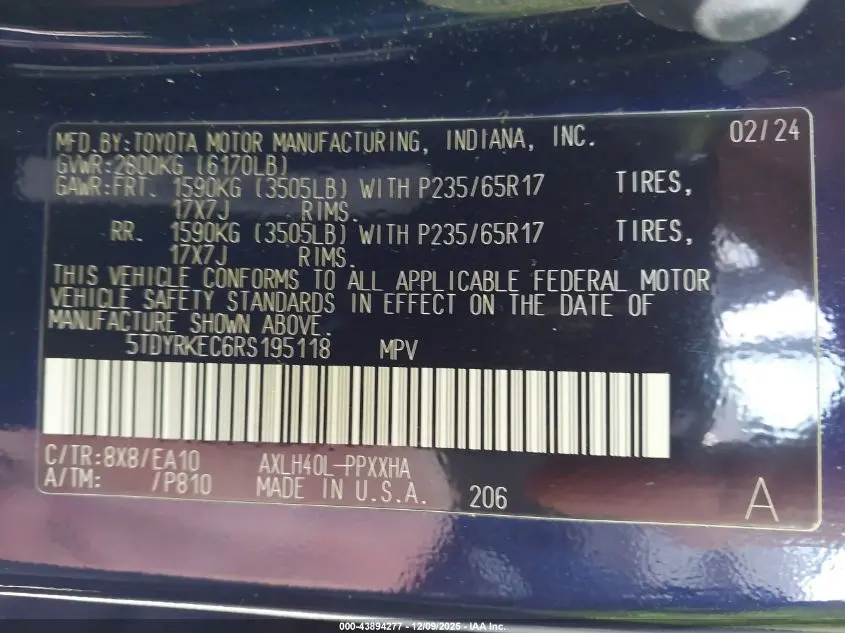 MFD.BY:TOYOTA MOTOR MANUFACTURING, INDIANA, INC. 02/24
GVWR:2800KG (6170LB)
GAWR:FRT. 1590KG (3505LB) WITH P235/65R17 TIRES,
17X7J RIMS.
RR. 1590KG (3505LB) WITH P235/65R17 TIRES,
17X7J RIMS.
THIS VEHICLE CONFORMS TO ALL APPLICABLE FEDERAL MOTOR
VEHICLE SAFETY STANDARDS IN EFFECT ON THE DATE OF
MANUFACTURE SHOWN ABOVE.
5TDYRKEC6RS195118 MPV
C/TR:8X8/EA10 AXLH40L-PPXXHA
A/TM: /P810 MADE IN U.S.A. 206 A
000-43894277 - 12/09/2025 - IAA Inc.